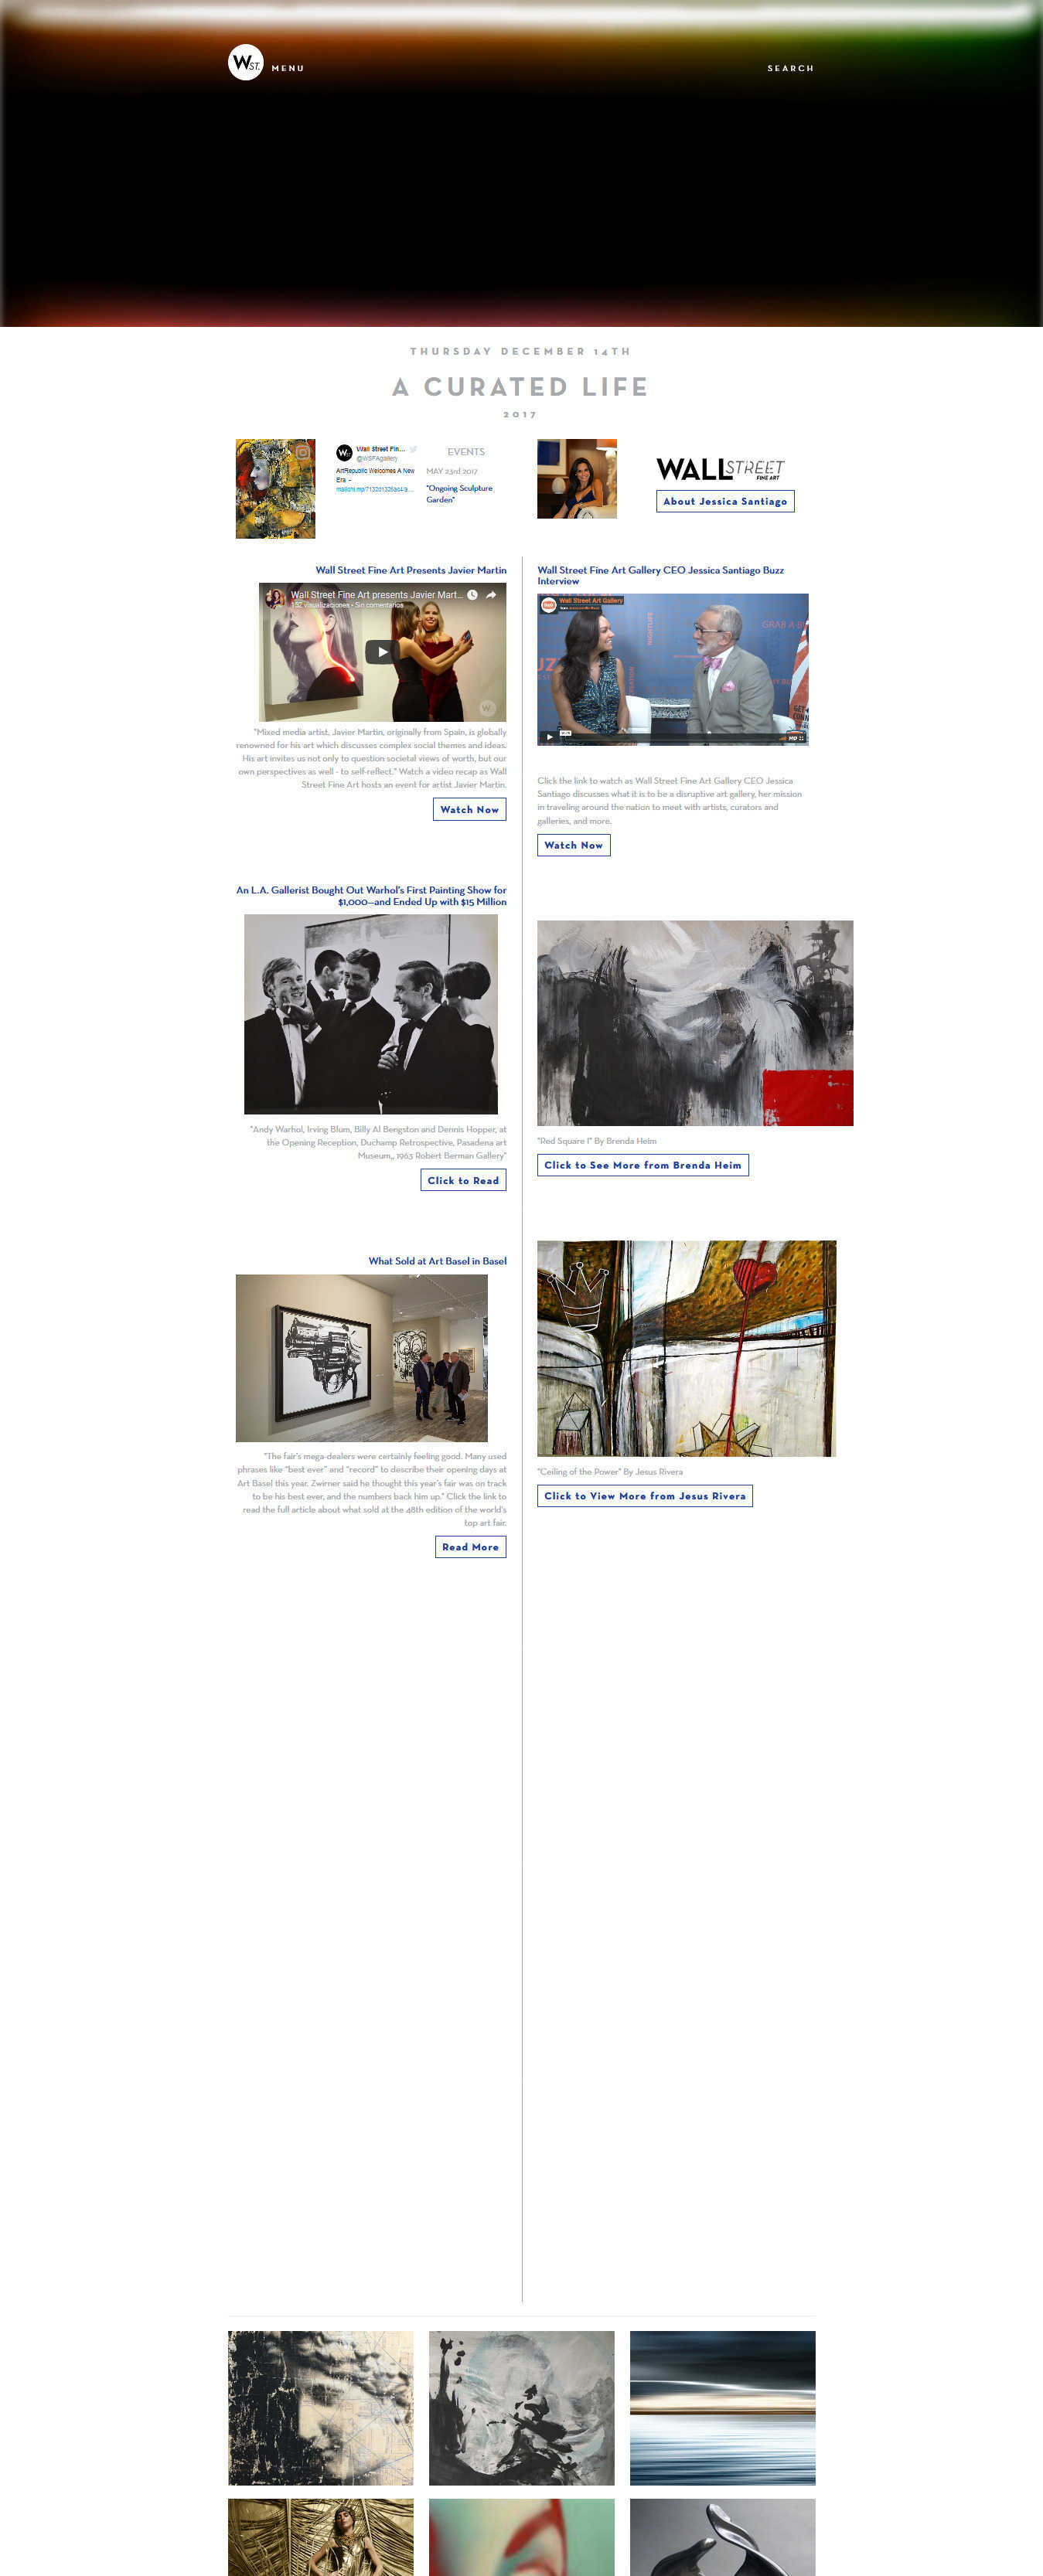 WST.
MENU
SEARCH
THURSDAY DECEMBER 14TH
A CURATED LIFE
2017
Wall Street Fin...
@WSFAgallery
ArtRepublic Welcomes A New
Era -
EVENTS
MAY 23rd 2017
"Ongoing Sculpture
Garden"
WALLSTREET
FINE ART
About Jessica Santiago
Wall Street Fine Art Presents Javier Martin
Wall Street Fine Art presents Javier Mart...
132 visualizaciones • Sin comentarios
"Mixed media artist, Javier Martin, originally from Spain, is globally
renowned for his art which discusses complex social themes and ideas.
His art invites us not only to question societal views of worth, but our
own perspectives as well - to self-reflect." Watch a video recap as Wall
Street Fine Art hosts an event for artist Javier Martin.
Watch Now
Wall Street Fine Art Gallery CEO Jessica Santiago Buzz
Interview
Wall Street Art Gallery
GRAB A
Click the link to watch as Wall Street Fine Art Gallery CEO Jessica
Santiago discusses what it is to be a disruptive art gallery, her mission
in traveling around the nation to meet with artists, curators and
galleries, and more.
Watch Now
An L.A. Gallerist Bought Out Warhol's First Painting Show for
$1,000—and Ended Up with $15 Million
"Andy Warhol, Irving Blum, Billy Al Bengston and Dennis Hopper, at
the Opening Reception, Duchamp Retrospective, Pasadena art
Museum,, 1963 Robert Berman Gallery"
Click to Read
"Red Square I" By Brenda Heim
Click to See More from Brenda Heim
What Sold at Art Basel in Basel
"The fair's mega-dealers were certainly feeling good. Many used
phrases like "best ever" and "record" to describe their opening days at
Art Basel this year. Zwirner said he thought this year's fair was on track
to be his best ever, and the numbers back him up." Click the link to
read the full article about what sold at the 48th edition of the world's
top art fair.
Read More
"Ceiling of the Power" By Jesus Rivera
Click to View More from Jesus Rivera